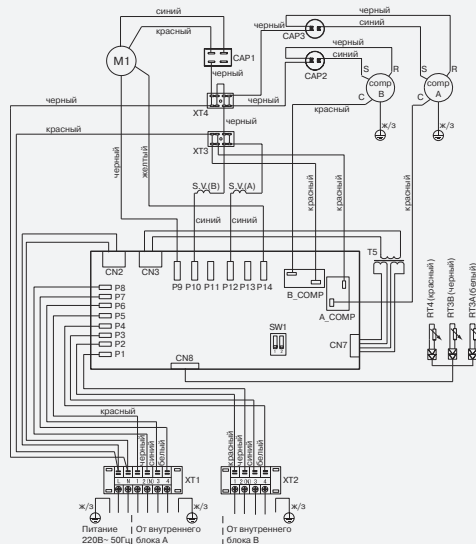 синий
красный
M1
CAP1
черный
черный
CAP3
черный
синий
черный
синий
CAP2
S
R
comp B
C
S
R
comp A
C
красный
ж/з
ж/з
черный
XT4
черный
красный
черный
XT3
черный
желтый
S.V.(B)
S.V.(A)
синий
синий
красный
красный
красный
CN2
CN3
P9
P10
P11
P12
P13
P14
B_COMP
A_COMP
T5
RT4 (красный)
RT3B (черный)
RT3A (белый)
P8
P7
P6
P5
P4
P3
P2
P1
SW1
1 2
CN8
CN7
красный
черный
синий
белый
красный
черный
синий
белый
L N 1 2(N) 3 4
XT1
1 2(N) 3 4
XT2
ж/з
ж/з
ж/з
Питание
220В~ 50Гц
От внутреннего
блока А
От внутреннего
блока В